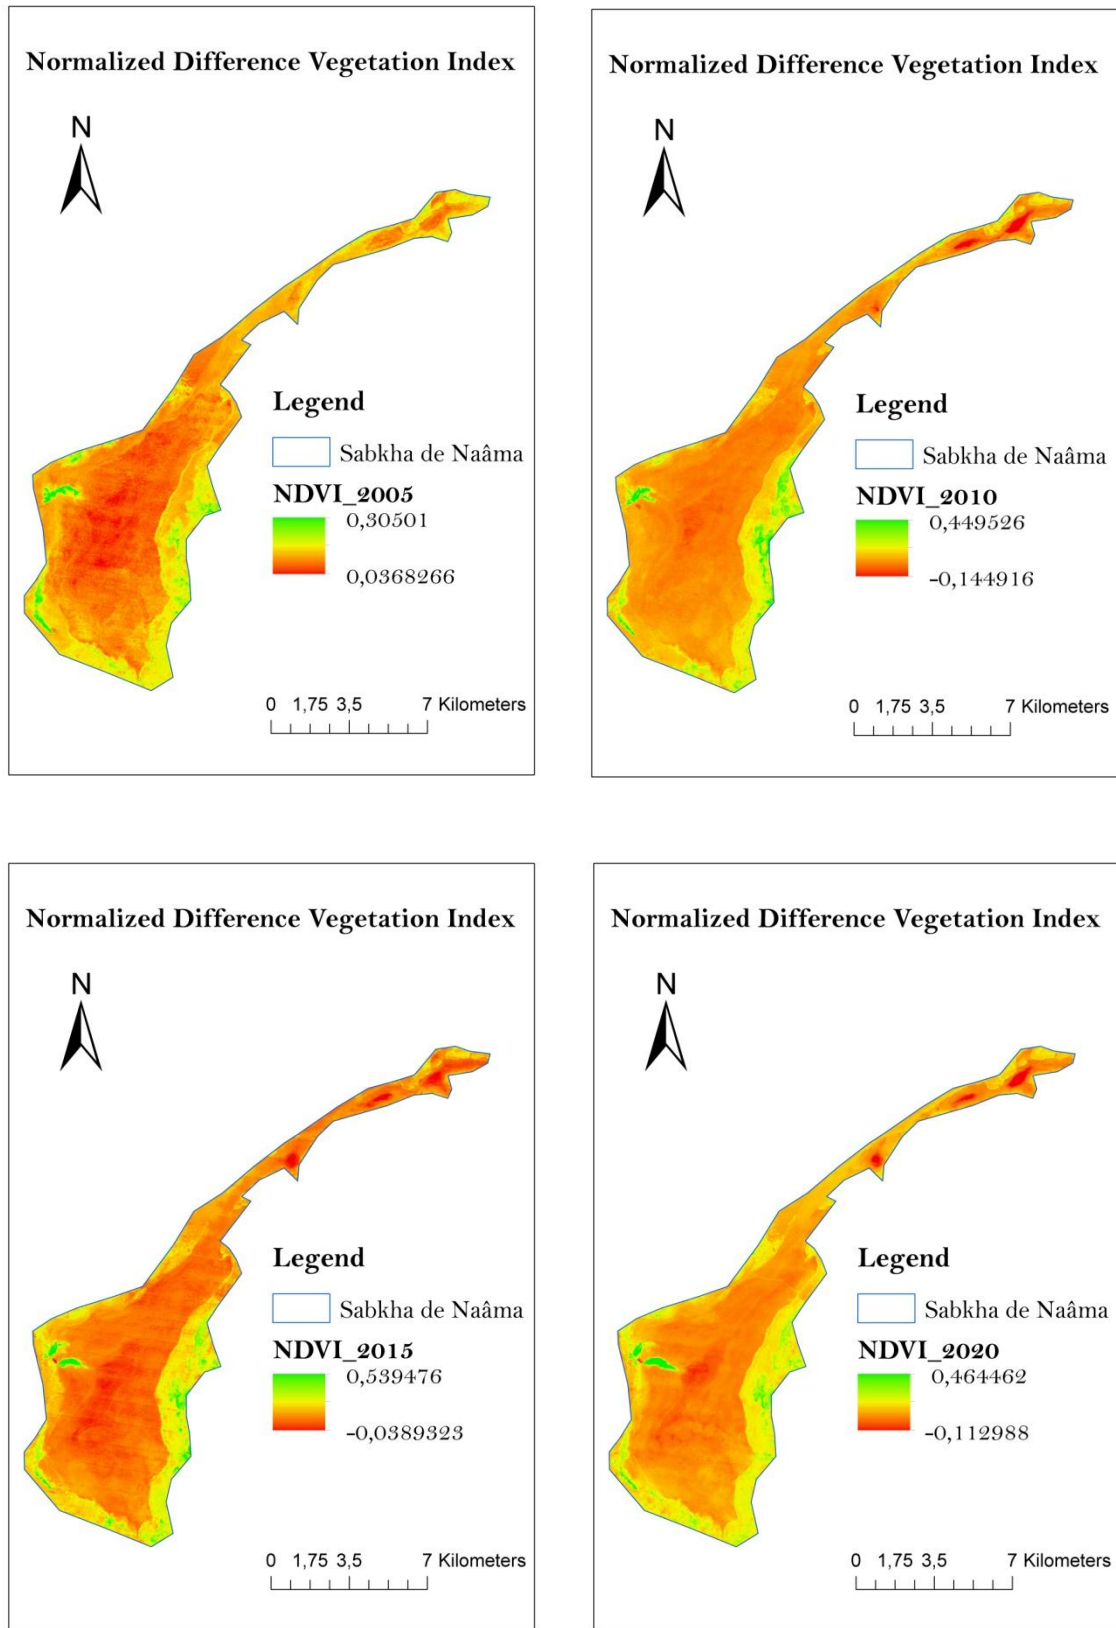 Normalized Difference Vegetation Index
N
Legend
Sabkha de Naâma
NDVI_2005
0,30501
0,0368266
0 1,75 3,5 7 Kilometers
Normalized Difference Vegetation Index
N
Legend
Sabkha de Naâma
NDVI_2010
0,449526
-0,144916
0 1,75 3,5 7 Kilometers
Normalized Difference Vegetation Index
N
Legend
Sabkha de Naâma
NDVI_2015
0,539476
-0,0389323
0 1,75 3,5 7 Kilometers
Normalized Difference Vegetation Index
N
Legend
Sabkha de Naâma
NDVI_2020
0,464462
-0,112988
0 1,75 3,5 7 Kilometers